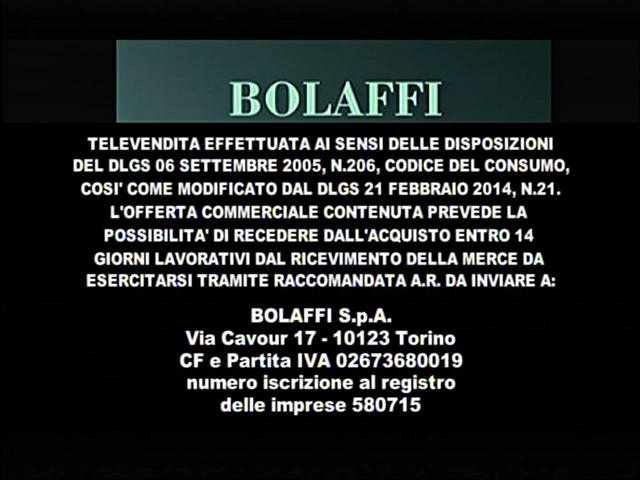 BOLAFFI
TELEVENDITA EFFETTUATA AI SENSI DELLE DISPOSIZIONI
DEL DLGS 06 SETTEMBRE 2005, N.206, CODICE DEL CONSUMO,
COSI' COME MODIFICATO DAL DLGS 21 FEBBRAIO 2014, N.21.
L'OFFERTA COMMERCIALE CONTENUTA PREVEDE LA
POSSIBILITA' DI RECEDERE DALL'ACQUISTO ENTRO 14
GIORNI LAVORATIVI DAL RICEVIMENTO DELLA MERCE DA
ESERCITARSI TRAMITE RACCOMANDATA A.R. DA INVIARE A:
BOLAFFI S.p.A.
Via Cavour 17 - 10123 Torino
CF e Partita IVA 02673680019
numero iscrizione al registro
delle imprese 580715